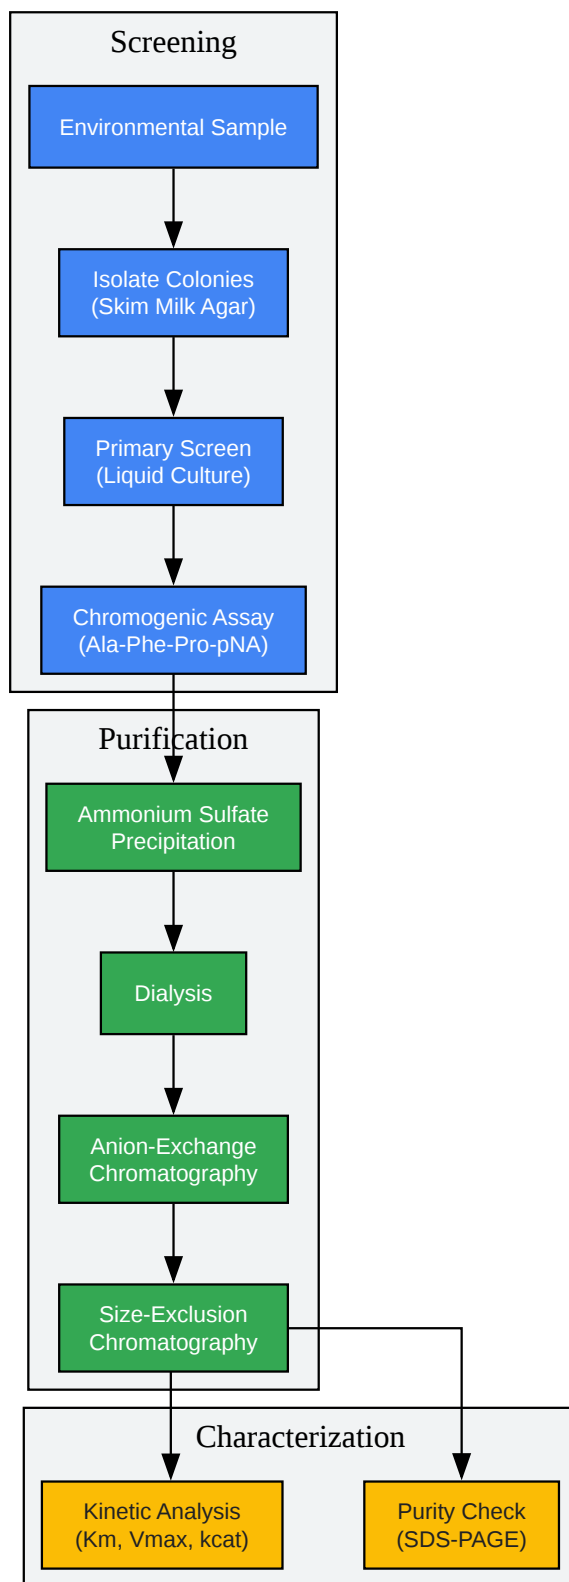 Screening
Environmental Sample
Isolate Colonies
(Skim Milk Agar)
Primary Screen
(Liquid Culture)
Chromogenic Assay
(Ala-Phe-Pro-pNA)
Purification
Ammonium Sulfate
Precipitation
Dialysis
Anion-Exchange
Chromatography
Size-Exclusion
Chromatography
Characterization
Kinetic Analysis
(Km, Vmax, kcat)
Purity Check
(SDS-PAGE)